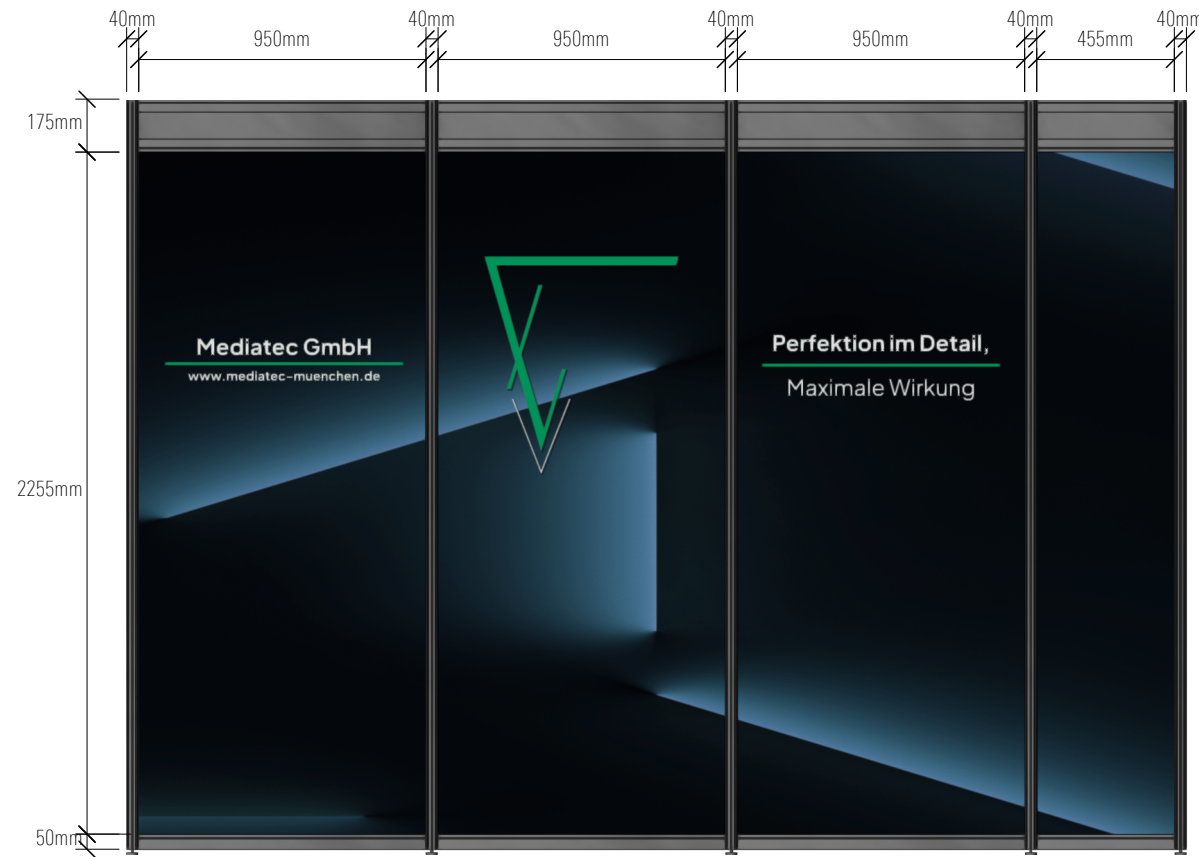 40mm 40mm 40mm 40mm 40mm
950mm 950mm 950mm 455mm
175mm
Mediatec GmbH
www.mediatec-muenchen.de
Perfektion im Detail,
Maximale Wirkung
2255mm
50mm